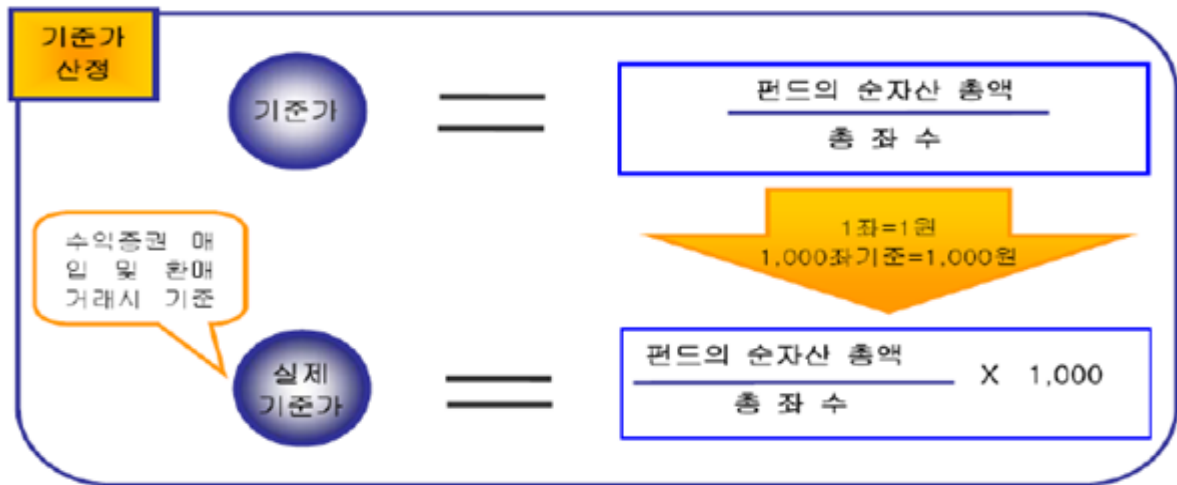 기준가
산정
기준가
펀드의 순자산 총액
총 좌 수
1좌=1원
1,000좌기준=1,000원
수익증권 매
입 및 환매
거래시 기준
실제
기준가
펀드의 순자산 총액
총 좌 수
X 1,000